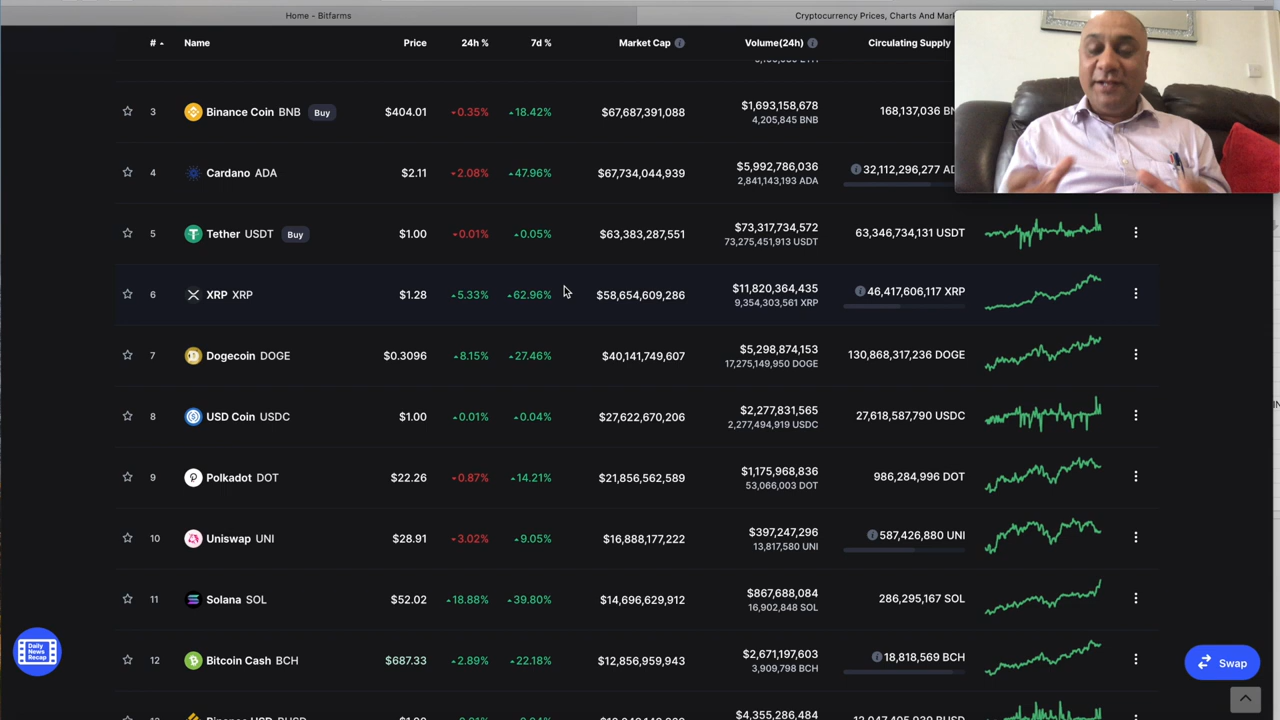 Home - Bitfarms
Cryptocurrency Prices, Charts And Mark
# Name Price 24h % 7d % Market Cap Volume(24h) Circulating Supply
3 Binance Coin BNB Buy $404.01 0.35% 18.42% $67,687,391,088 $1,693,158,678 168,137,036 BN
4,205,845 BNB
4 Cardano ADA $2.11 2.08% 47.96% $67,734,044,939 $5,992,786,036 32,112,296,277 AD
2,841,143,193 ADA
5 Tether USDT Buy $1.00 0.01% 0.05% $63,383,287,551 $73,317,734,572 63,346,734,131 USDT
73,275,451,913 USDT
6 XRP XRP $1.28 5.33% 62.96% $58,654,609,286 $11,820,364,435 46,417,606,117 XRP
9,354,303,561 XRP
7 Dogecoin DOGE $0.3096 8.15% 27.46% $40,141,749,607 $5,298,874,153 130,868,317,236 DOGE
17,275,149,950 DOGE
8 USD Coin USDC $1.00 0.01% 0.04% $27,622,670,206 $2,277,831,565 27,618,587,790 USDC
2,277,494,919 USDC
9 Polkadot DOT $22.26 0.87% 14.21% $21,856,562,589 $1,175,968,836 986,284,996 DOT
53,066,003 DOT
10 Uniswap UNI $28.91 3.02% 9.05% $16,888,177,222 $397,247,296 587,426,880 UNI
13,817,580 UNI
11 Solana SOL $52.02 18.88% 39.80% $14,696,629,912 $867,688,084 286,295,167 SOL
16,902,848 SOL
Daily
News
Recap
12 Bitcoin Cash BCH $687.33 2.89% 22.18% $12,856,959,943 $2,671,197,603 18,818,569 BCH
3,909,798 BCH
Swap
$4,355,286,484